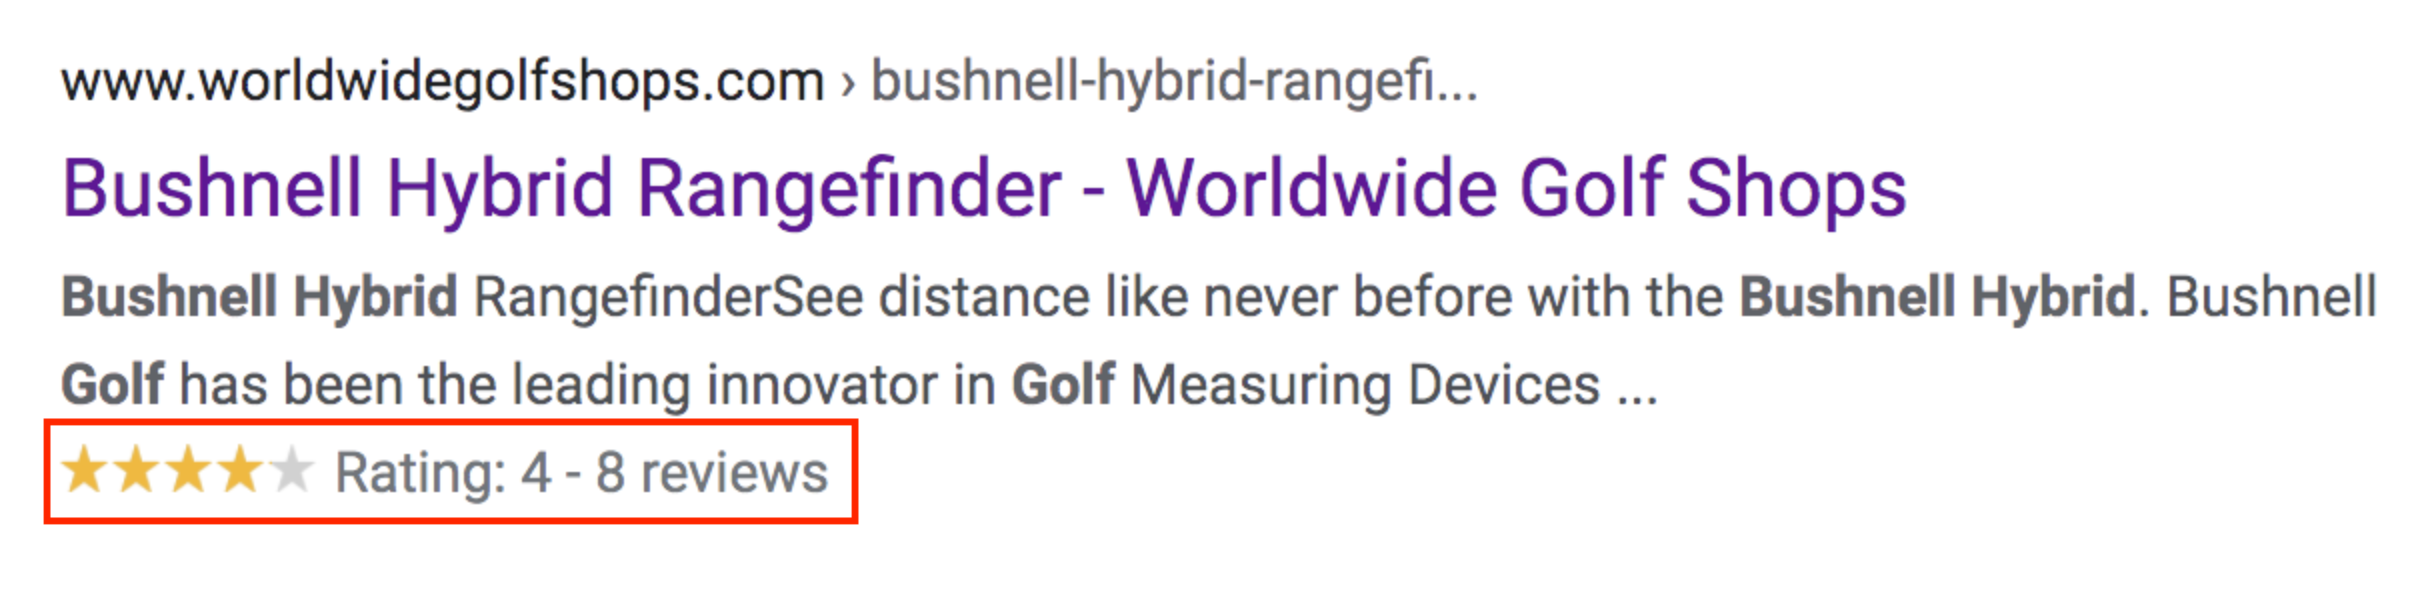 www.worldwidegolfshops.com › bushnell-hybrid-rangefi...
Bushnell Hybrid Rangefinder - Worldwide Golf Shops
Bushnell Hybrid RangefinderSee distance like never before with the Bushnell Hybrid. Bushnell
Golf has been the leading innovator in Golf Measuring Devices ...
Rating: 4 - 8 reviews